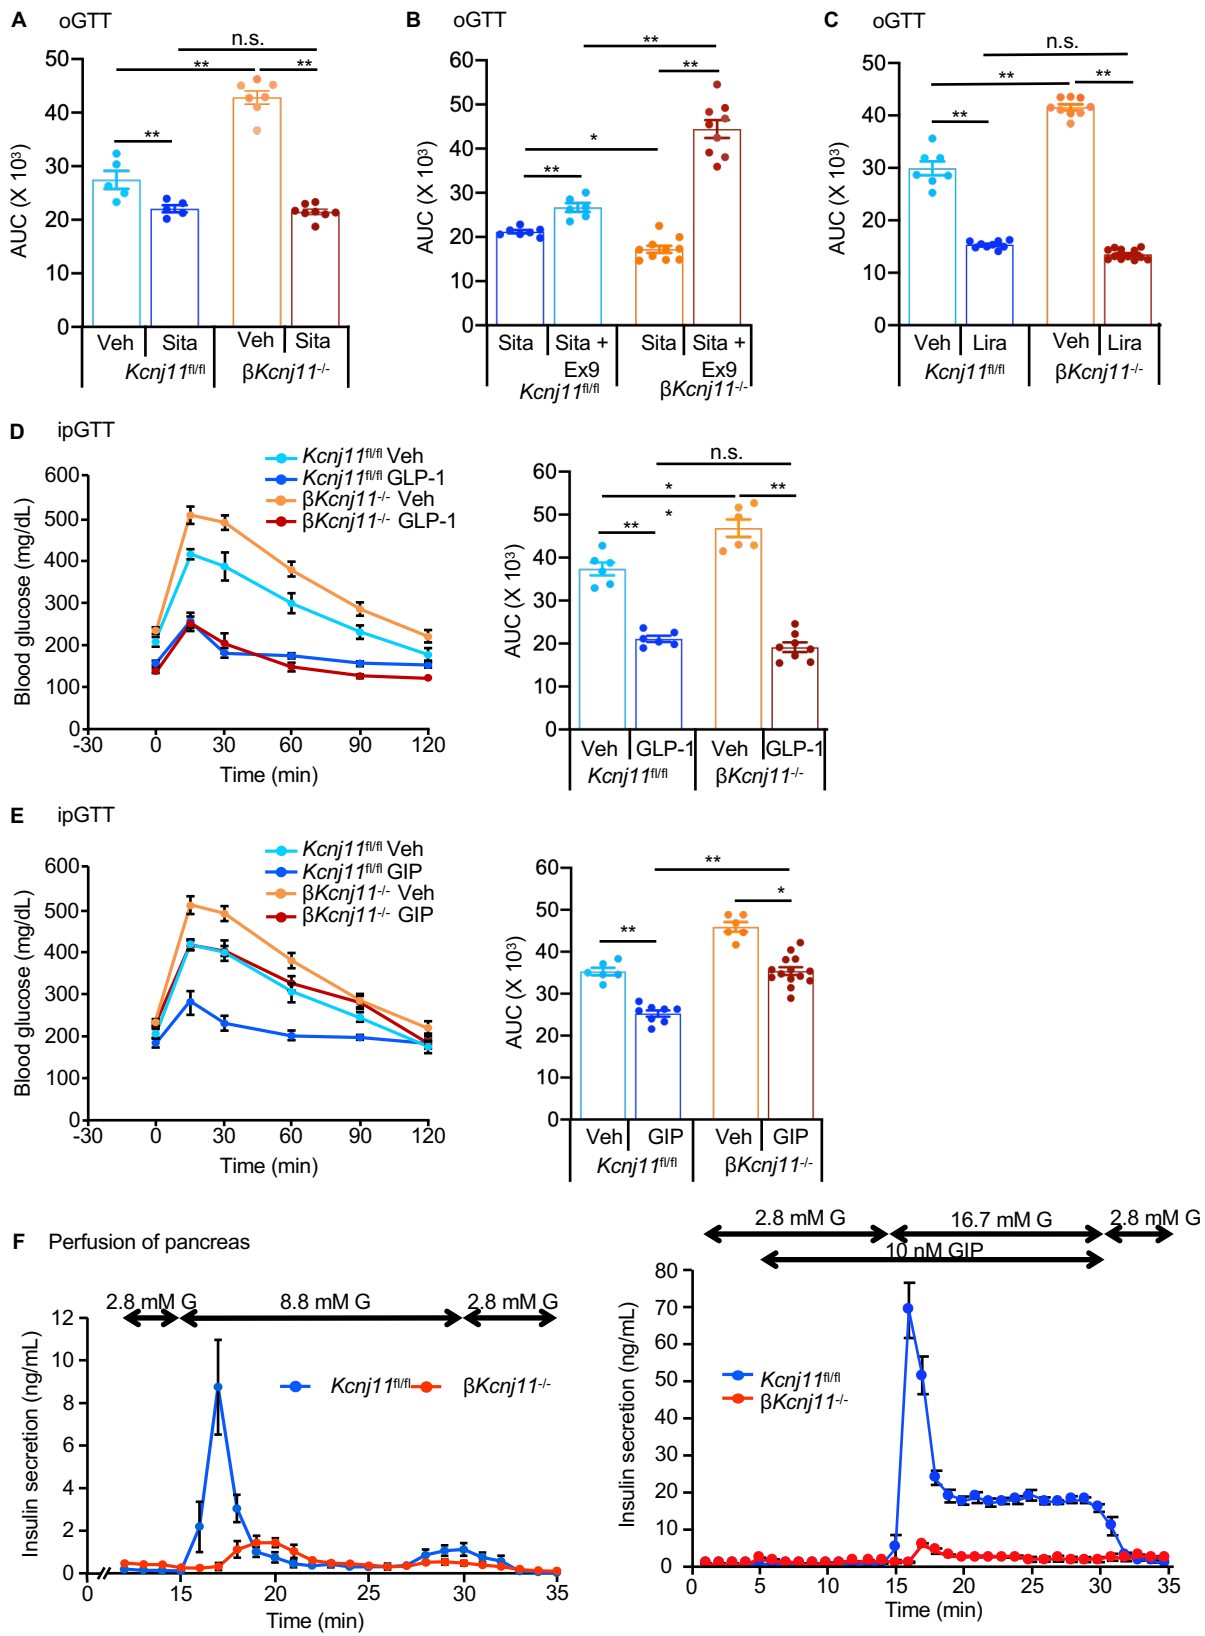 A oGTT
n.s.
**
**
**
AUC (X 10³)
50
40
30
20
10
0
Veh Sita Veh Sita
Kcnj11fl/fl βKcnj11-/-
B oGTT
**
**
*
**
AUC (X 10³)
60
50
40
30
20
10
0
Sita Sita + Sita Sita +
Ex9 Ex9
Kcnj11fl/fl βKcnj11-/-
C oGTT
n.s.
**
**
**
AUC (X 10³)
50
40
30
20
10
0
Veh Lira Veh Lira
Kcnj11fl/fl βKcnj11-/-
D ipGTT
Kcnj11fl/fl Veh
Kcnj11fl/fl GLP-1
βKcnj11-/- Veh
βKcnj11-/- GLP-1
Blood glucose (mg/dL)
600
500
400
300
200
100
0
-30 0 30 60 90 120
Time (min)
n.s.
*
**
*
**
AUC (X 10³)
60
50
40
30
20
10
0
Veh GLP-1 Veh GLP-1
Kcnj11fl/fl βKcnj11-/-
E ipGTT
Kcnj11fl/fl Veh
Kcnj11fl/fl GIP
βKcnj11-/- Veh
βKcnj11-/- GIP
Blood glucose (mg/dL)
600
500
400
300
200
100
0
-30 0 30 60 90 120
Time (min)
**
*
**
AUC (X 10³)
60
50
40
30
20
10
0
Veh GIP Veh GIP
Kcnj11fl/fl βKcnj11-/-
F Perfusion of pancreas
2.8 mM G 8.8 mM G 2.8 mM G
Kcnj11fl/fl βKcnj11-/-
Insulin secretion (ng/mL)
12
10
8
6
4
2
0
0 15 20 25 30 35
Time (min)
2.8 mM G 16.7 mM G 2.8 mM G
10 nM GIP
Kcnj11fl/fl
βKcnj11-/-
Insulin secretion (ng/mL)
80
70
60
50
40
30
20
10
0
0 5 10 15 20 25 30 35
Time (min)